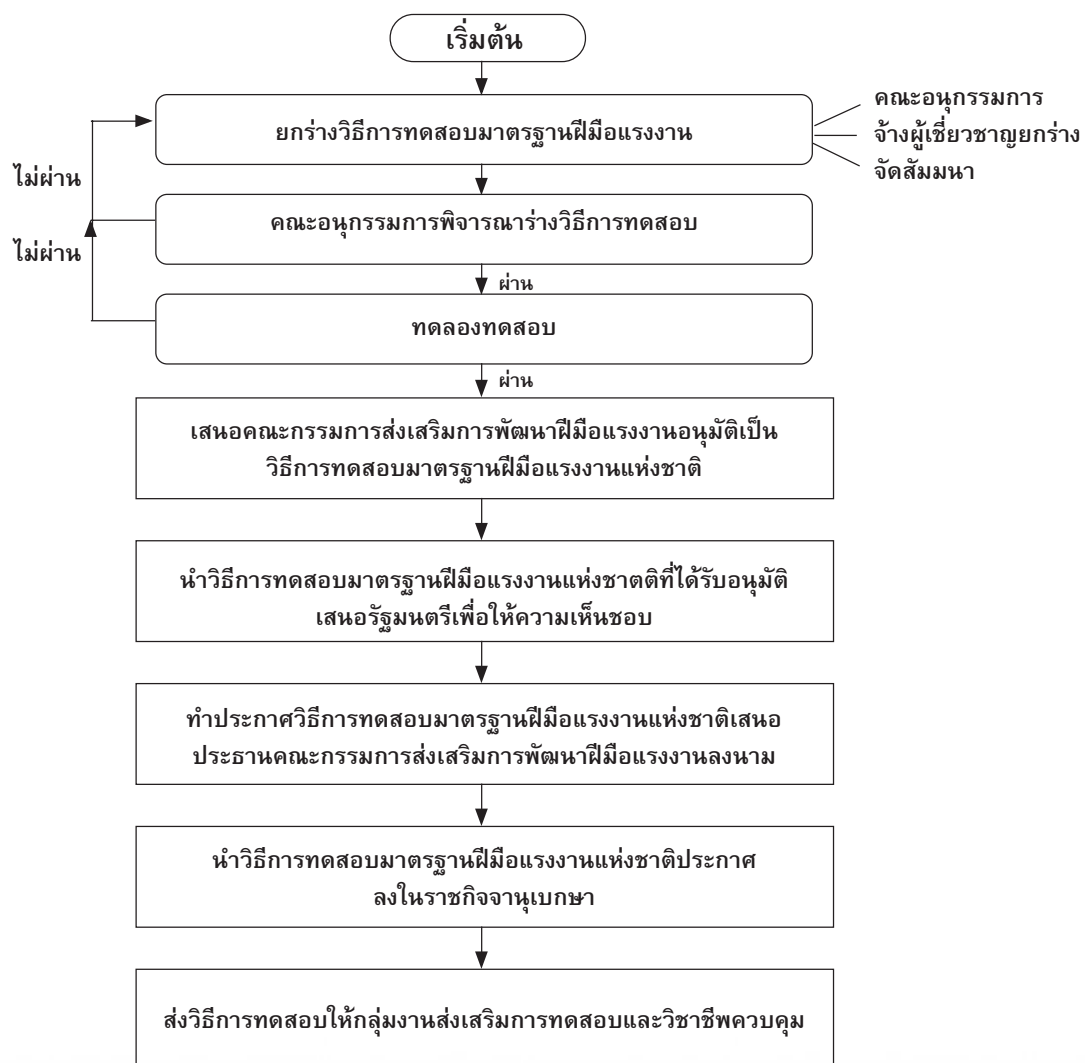 เริ่มต้น
ยกร่างวิธีการทดสอบมาตรฐานฝีมือแรงงาน
คณะอนุกรรมการ
จ้างผู้เชี่ยวชาญยกร่าง
จัดสัมมนา
ไม่ผ่าน
คณะอนุกรรมการพิจารณาร่างวิธีการทดสอบ
ไม่ผ่าน
ผ่าน
ทดลองทดสอบ
ผ่าน
เสนอคณะกรรมการส่งเสริมการพัฒนาฝีมือแรงงานอนุมัติเป็น
วิธีการทดสอบมาตรฐานฝีมือแรงงานแห่งชาติ
นำวิธีการทดสอบมาตรฐานฝีมือแรงงานแห่งชาตติที่ได้รับอนุมัติ
เสนอรัฐมนตรีเพื่อให้ความเห็นชอบ
ทำประกาศวิธีการทดสอบมาตรฐานฝีมือแรงงานแห่งชาติเสนอ
ประธานคณะกรรมการส่งเสริมการพัฒนาฝีมือแรงงานลงนาม
นำวิธีการทดสอบมาตรฐานฝีมือแรงงานแห่งชาติประกาศ
ลงในราชกิจจานุเบกษา
ส่งวิธีการทดสอบให้กลุ่มงานส่งเสริมการทดสอบและวิชาชีพควบคุม